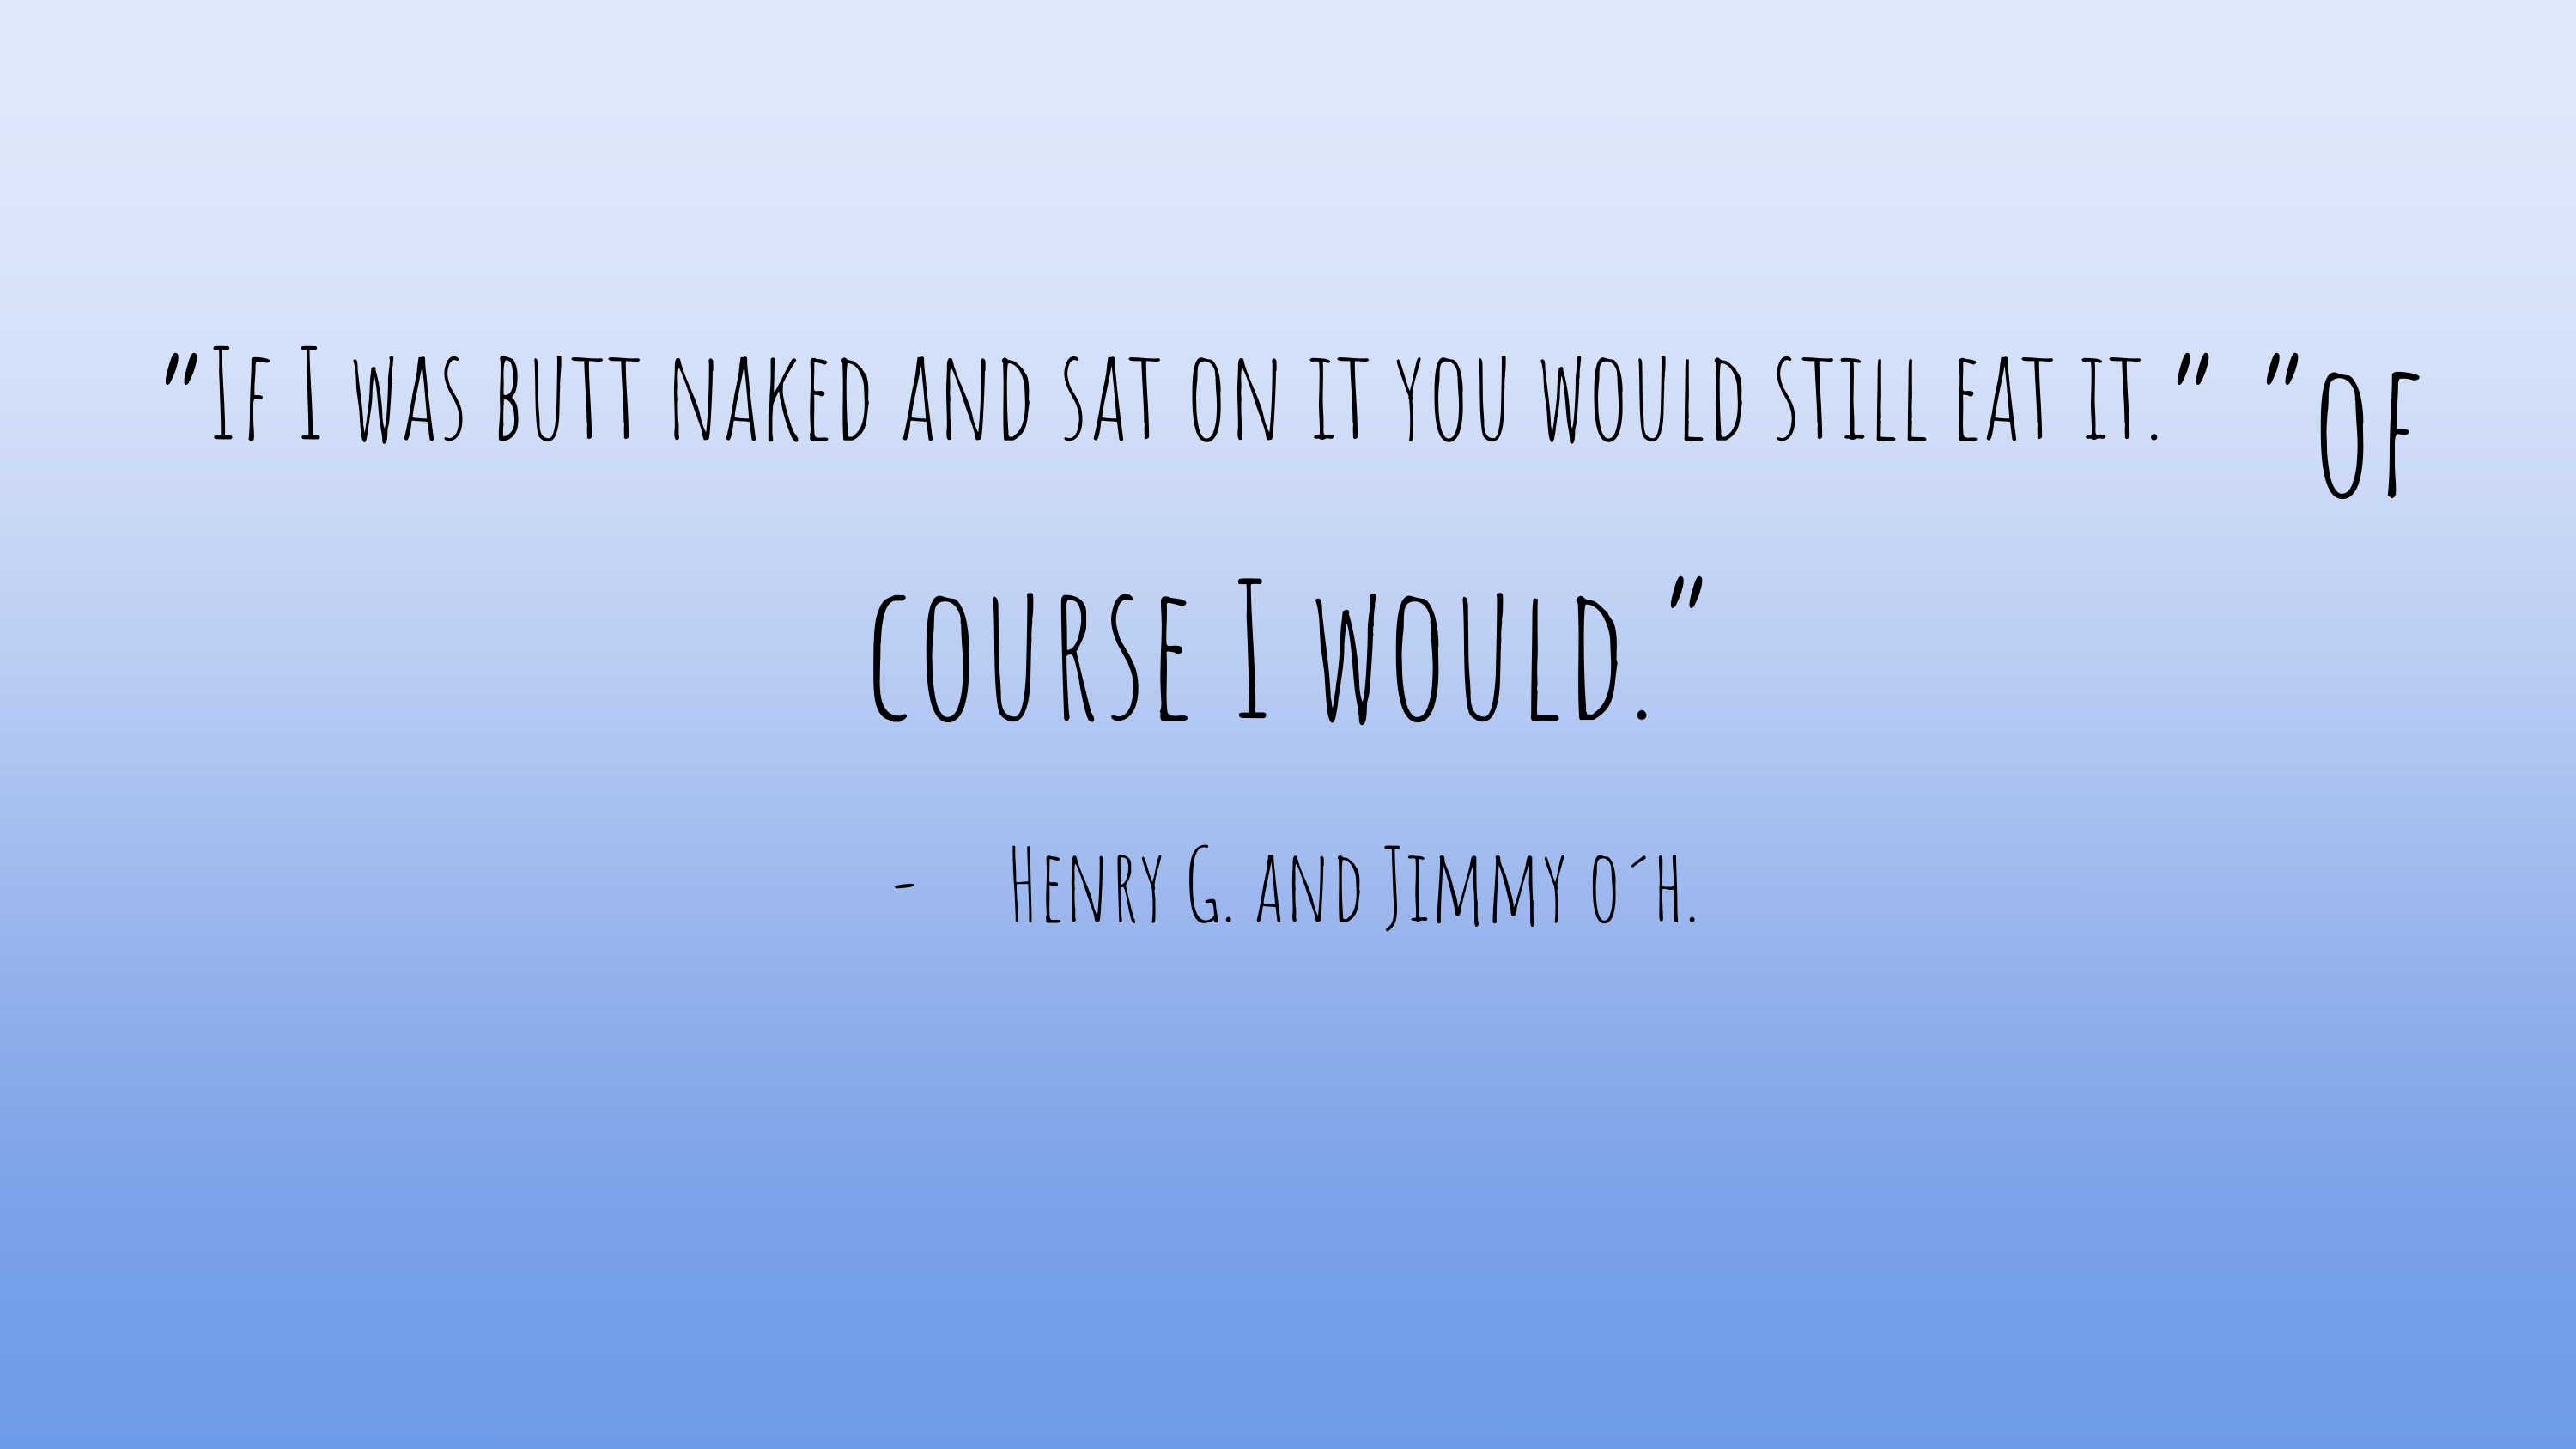 "If I was butt naked and sat on it you would still eat it." "of
course I would."
- Henry G. and Jimmy o´h.